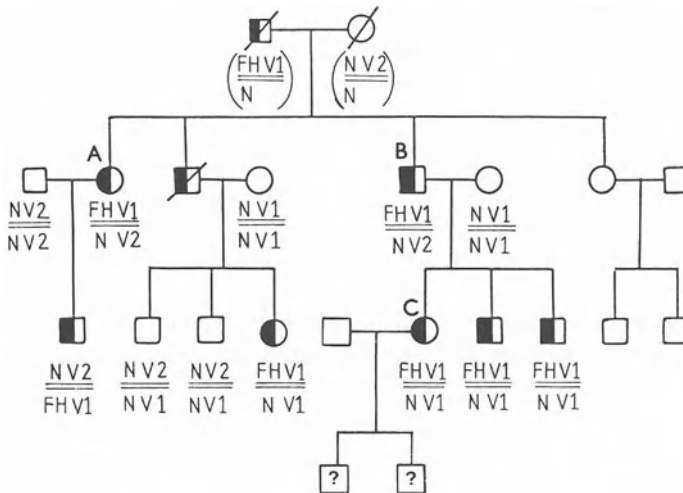 (FHV1 (NV2
N) N)
A B
NV2 FHV1 NV1 FHV1 NV1
NV2 NV2 NV1 NV2 NV1
C
NV2 NV2 NV2 FHV1 FHV1 FHV1 FHV1
FHV1 NV1 NV1 NV1 NV1 NV1 NV1
? ?